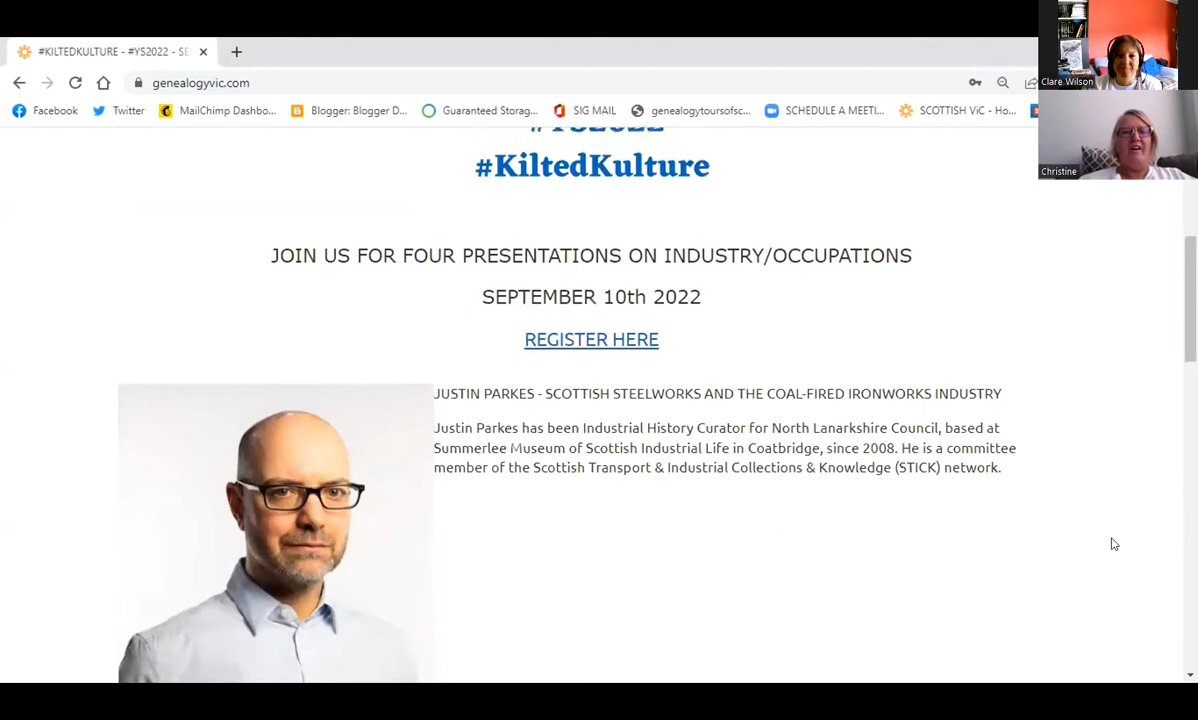 #KILTEDKULTURE - #YS2022 - SE
genealogyvic.com
Facebook Twitter MailChimp Dashbo... Blogger: Blogger D... Guaranteed Storag... SIG MAIL genealogytoursofsc... SCHEDULE A MEETI... SCOTTISH ViC - Ho...
Clare Wilson
Christine
#YS2022
#KiltedKulture
JOIN US FOR FOUR PRESENTATIONS ON INDUSTRY/OCCUPATIONS
SEPTEMBER 10th 2022
REGISTER HERE
JUSTIN PARKES - SCOTTISH STEELWORKS AND THE COAL-FIRED IRONWORKS INDUSTRY
Justin Parkes has been Industrial History Curator for North Lanarkshire Council, based at
Summerlee Museum of Scottish Industrial Life in Coatbridge, since 2008. He is a committee
member of the Scottish Transport & Industrial Collections & Knowledge (STICK) network.